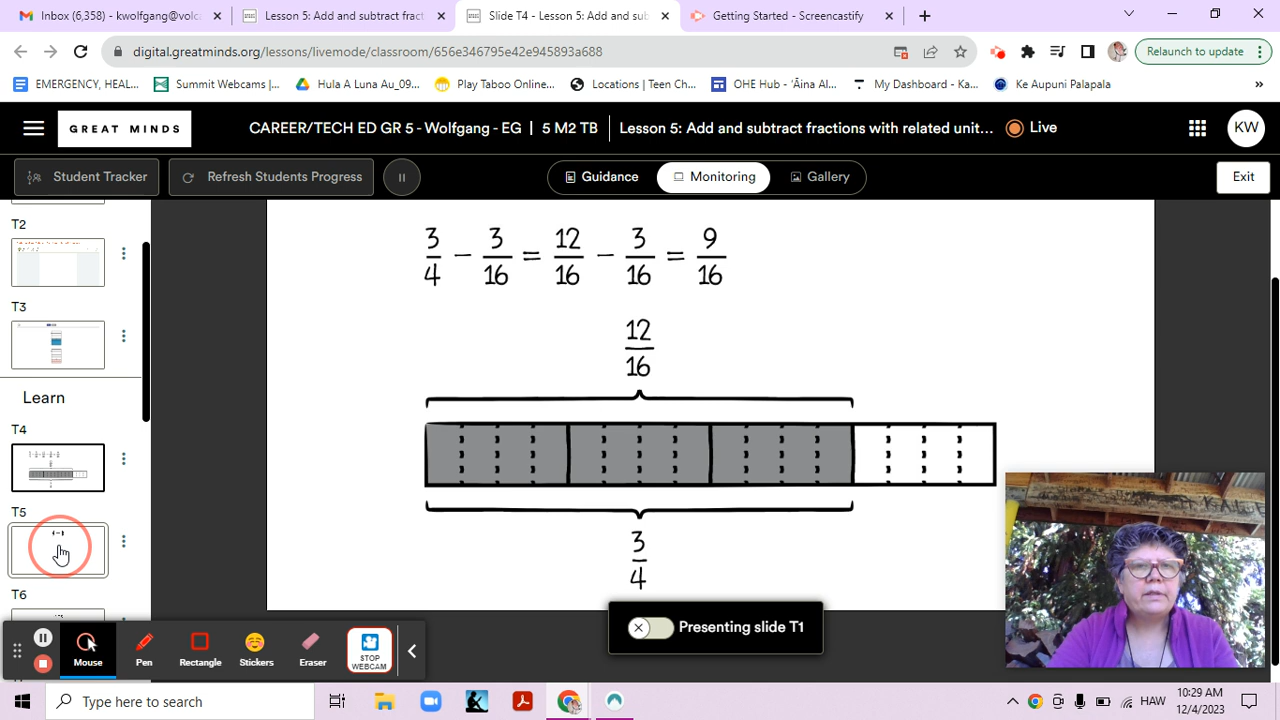 Inbox (6,358) - kwolfgang@volc
Lesson 5: Add and subtract fract
Slide T4 - Lesson 5: Add and sub
Getting Started - Screencastify
digital.greatminds.org/lessons/livemode/classroom/656e346795e42e945893a688
Relaunch to update
EMERGENCY, HEAL...
Summit Webcams |...
Hula A Luna Au_09...
Play Taboo Online...
Locations | Teen Ch...
OHE Hub - ʻĀina Al...
My Dashboard - Ka...
Ke Aupuni Palapala
»
GREAT MINDS
CAREER/TECH ED GR 5 - Wolfgang - EG | 5 M2 TB
Lesson 5: Add and subtract fractions with related unit...
Live
KW
Student Tracker
Refresh Students Progress
Guidance
Monitoring
Gallery
Exit
T2
T3
Learn
T4
T5
T6
3/4 − 3/16 = 12/16 − 3/16 = 9/16
12/16
3/4
Presenting slide T1
Mouse
Pen
Rectangle
Stickers
Eraser
STOP WEBCAM
Type here to search
HAW
10:29 AM
12/4/2023